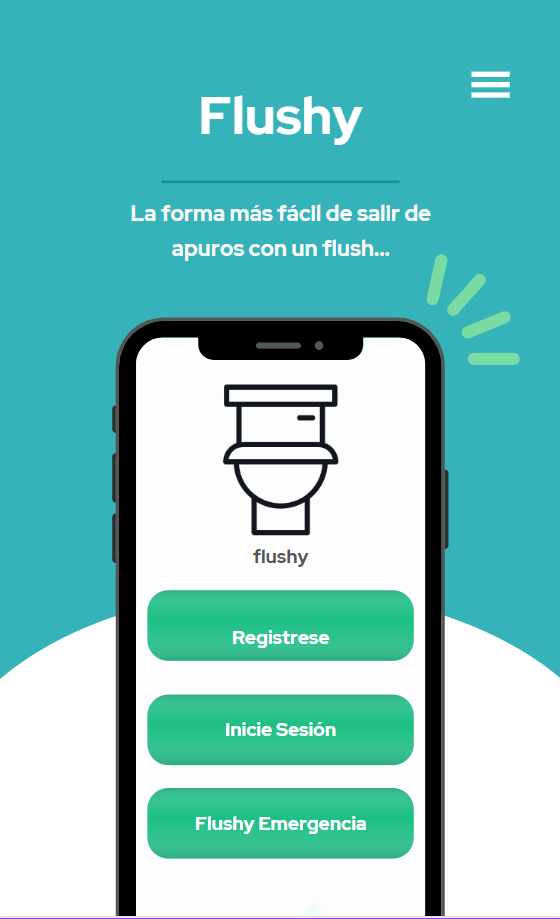 Flushy
La forma más fácil de salir de
apuros con un flush...
flushy
Registrese
Inicie Sesión
Flushy Emergencia